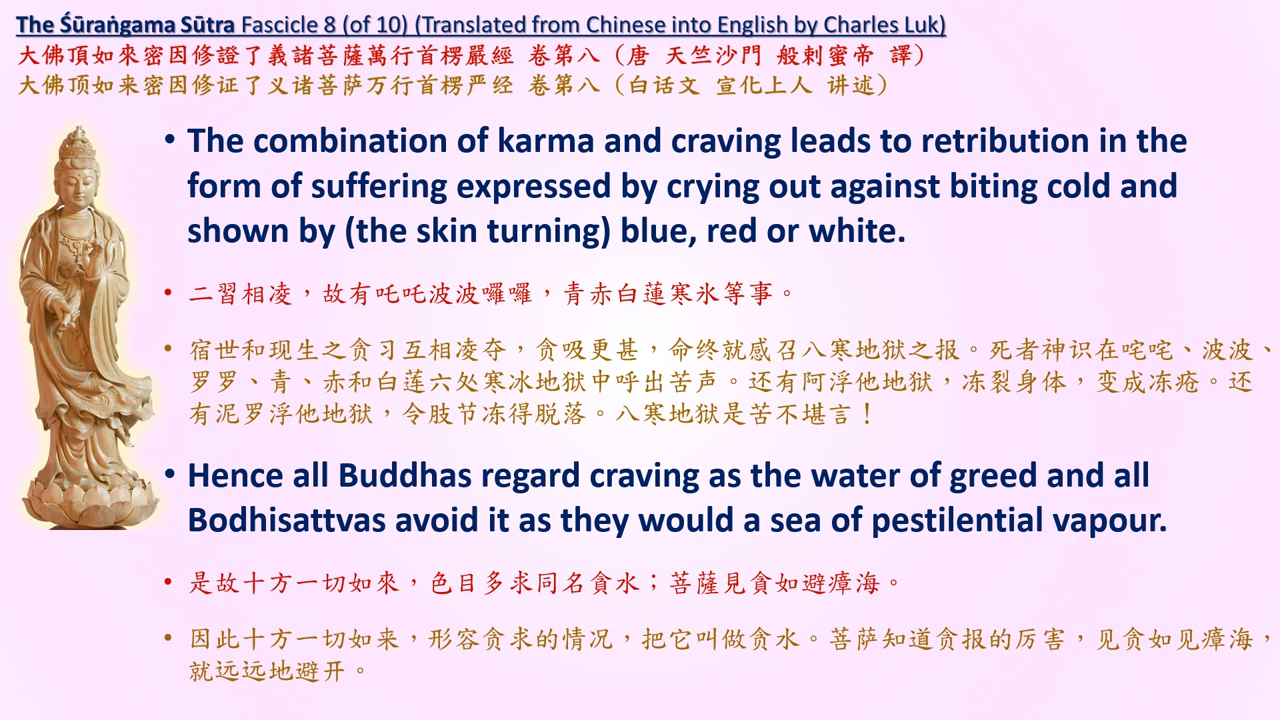 The Śūraṅgama Sūtra Fascicle 8 (of 10) (Translated from Chinese into English by Charles Luk)
大佛頂如來密因修證了義諸菩薩萬行首楞嚴經 卷第八（唐 天竺沙門 般剌蜜帝 譯）
大佛顶如来密因修证了义诸菩萨万行首楞严经 卷第八（白话文 宣化上人 讲述）
• The combination of karma and craving leads to retribution in the
form of suffering expressed by crying out against biting cold and
shown by (the skin turning) blue, red or white.
• 二習相凌，故有吒吒波波囉囉，青赤白蓮寒氷等事。
• 宿世和现生之贪习互相凌夺，贪吸更甚，命终就感召八寒地狱之报。死者神识在咤咤、波波、
罗罗、青、赤和白莲六处寒冰地狱中呼出苦声。还有阿浮他地狱，冻裂身体，变成冻疮。还
有泥罗浮他地狱，令肢节冻得脱落。八寒地狱是苦不堪言！
• Hence all Buddhas regard craving as the water of greed and all
Bodhisattvas avoid it as they would a sea of pestilential vapour.
• 是故十方一切如來，色目多求同名貪水；菩薩見貪如避瘴海。
• 因此十方一切如来，形容贪求的情况，把它叫做贪水。菩萨知道贪报的厉害，见贪如见瘴海，
就远远地避开。